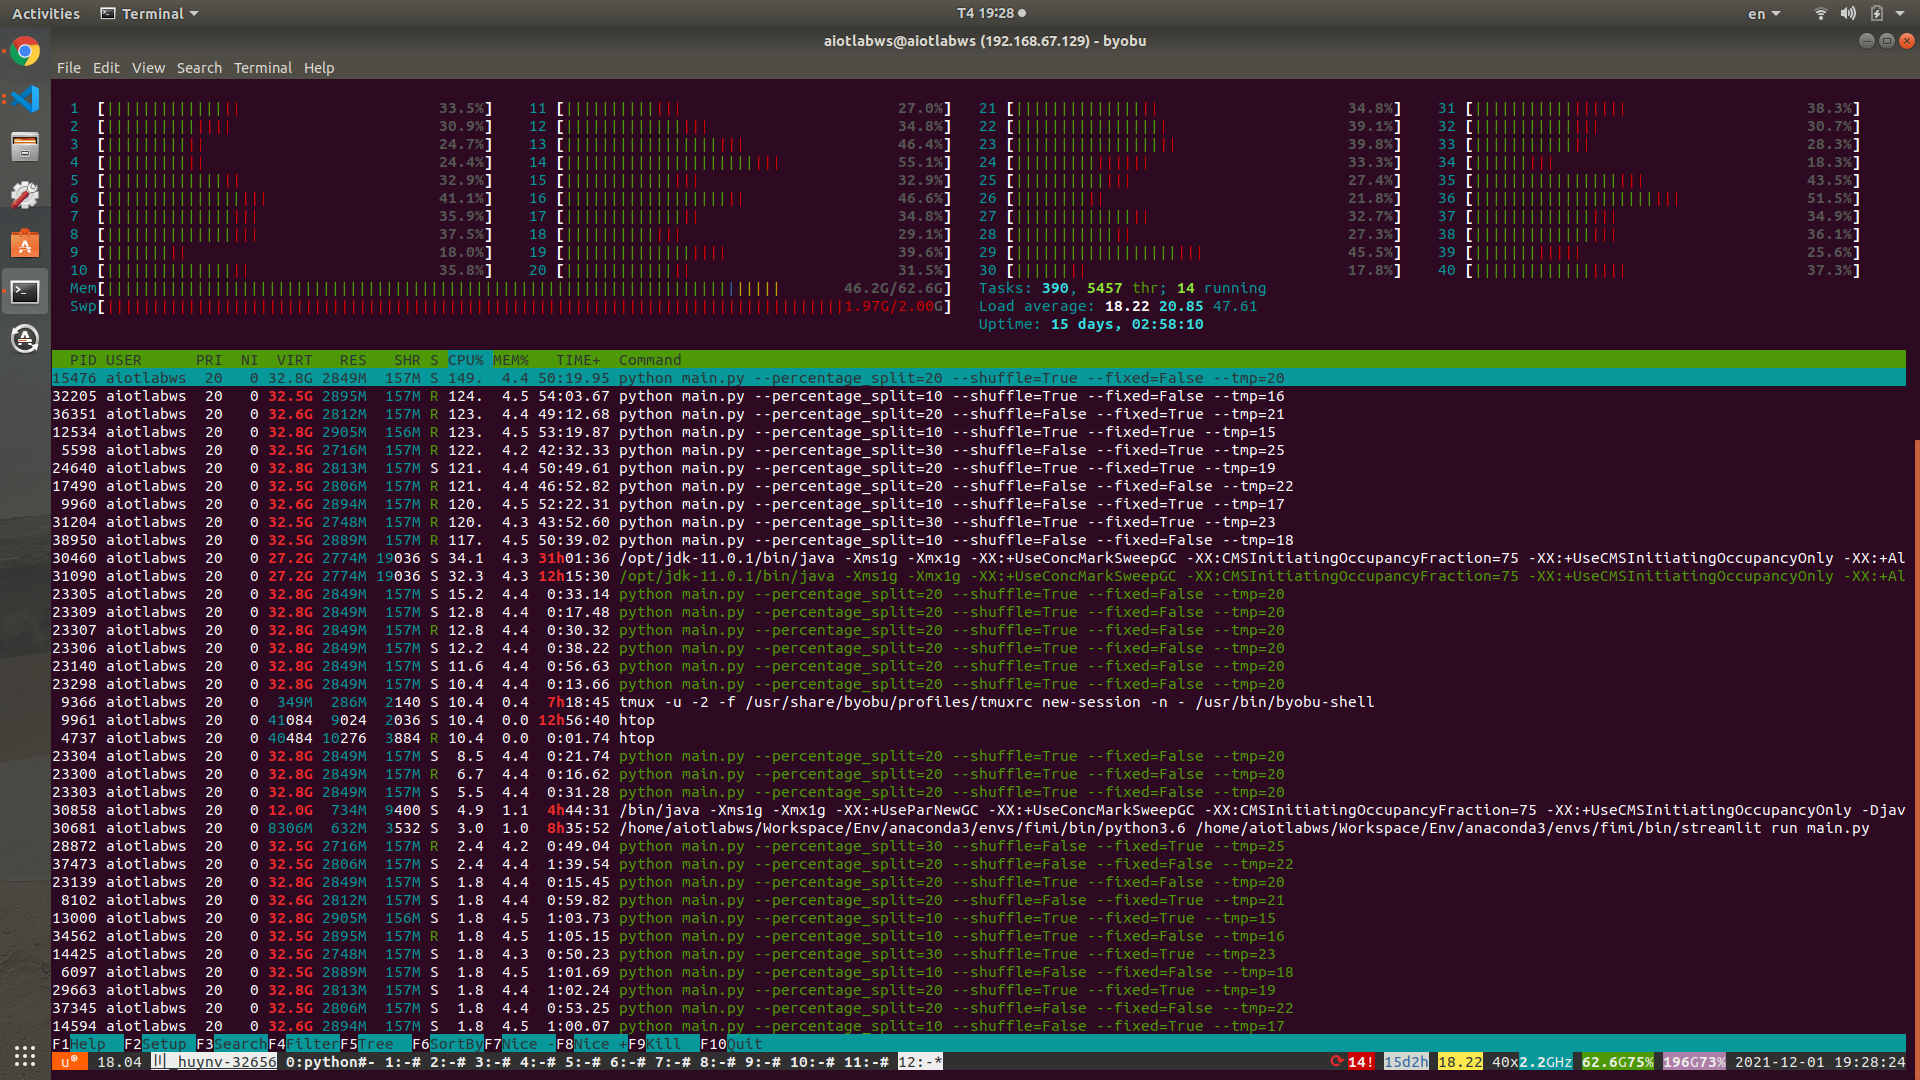 Activities Terminal T4 19:28 en
aiotlabws@aiotlabws (192.168.67.129) - byobu
File Edit View Search Terminal Help
1 [ 33.5%] 11 [ 27.0%] 21 [ 34.8%] 31 [ 38.3%]
2 [ 30.9%] 12 [ 34.8%] 22 [ 39.1%] 32 [ 30.7%]
3 [ 24.7%] 13 [ 46.4%] 23 [ 39.8%] 33 [ 28.3%]
4 [ 24.4%] 14 [ 55.1%] 24 [ 33.3%] 34 [ 18.3%]
5 [ 32.9%] 15 [ 32.9%] 25 [ 27.4%] 35 [ 43.5%]
6 [ 41.1%] 16 [ 46.6%] 26 [ 21.8%] 36 [ 51.5%]
7 [ 35.9%] 17 [ 34.8%] 27 [ 32.7%] 37 [ 34.9%]
8 [ 37.5%] 18 [ 29.1%] 28 [ 27.3%] 38 [ 36.1%]
9 [ 18.0%] 19 [ 39.6%] 29 [ 45.5%] 39 [ 25.6%]
10 [ 35.8%] 20 [ 31.5%] 30 [ 17.8%] 40 [ 37.3%]
Mem[ 46.2G/62.6G] Tasks: 390, 5457 thr; 14 running
Swp[ 1.97G/2.00G] Load average: 18.22 20.85 47.61
Uptime: 15 days, 02:58:10
PID USER PRI NI VIRT RES SHR S CPU% MEM% TIME+ Command
15476 aiotlabws 20 0 32.8G 2849M 157M S 149. 4.4 50:19.95 python main.py --percentage_split=20 --shuffle=True --fixed=False --tmp=20
32205 aiotlabws 20 0 32.5G 2895M 157M R 124. 4.5 54:03.67 python main.py --percentage_split=10 --shuffle=True --fixed=False --tmp=16
36351 aiotlabws 20 0 32.6G 2812M 157M R 123. 4.4 49:12.68 python main.py --percentage_split=20 --shuffle=False --fixed=True --tmp=21
12534 aiotlabws 20 0 32.8G 2905M 156M R 123. 4.5 53:19.87 python main.py --percentage_split=10 --shuffle=True --fixed=True --tmp=15
5598 aiotlabws 20 0 32.5G 2716M 157M R 122. 4.2 42:32.33 python main.py --percentage_split=30 --shuffle=False --fixed=True --tmp=25
24640 aiotlabws 20 0 32.8G 2813M 157M S 121. 4.4 50:49.61 python main.py --percentage_split=20 --shuffle=True --fixed=True --tmp=19
17490 aiotlabws 20 0 32.5G 2806M 157M R 121. 4.4 46:52.82 python main.py --percentage_split=20 --shuffle=False --fixed=False --tmp=22
9960 aiotlabws 20 0 32.6G 2894M 157M R 120. 4.5 52:22.31 python main.py --percentage_split=10 --shuffle=False --fixed=True --tmp=17
31204 aiotlabws 20 0 32.5G 2748M 157M R 120. 4.3 43:52.60 python main.py --percentage_split=30 --shuffle=True --fixed=True --tmp=23
38950 aiotlabws 20 0 32.5G 2889M 157M R 117. 4.5 50:39.02 python main.py --percentage_split=10 --shuffle=False --fixed=False --tmp=18
30460 aiotlabws 20 0 27.2G 2774M 19036 S 34.1 4.3 31h01:36 /opt/jdk-11.0.1/bin/java -Xms1g -Xmx1g -XX:+UseConcMarkSweepGC -XX:CMSInitiatingOccupancyFraction=75 -XX:+UseCMSInitiatingOccupancyOnly -XX:+Al
31090 aiotlabws 20 0 27.2G 2774M 19036 S 32.3 4.3 12h15:30 /opt/jdk-11.0.1/bin/java -Xms1g -Xmx1g -XX:+UseConcMarkSweepGC -XX:CMSInitiatingOccupancyFraction=75 -XX:+UseCMSInitiatingOccupancyOnly -XX:+Al
23305 aiotlabws 20 0 32.8G 2849M 157M S 15.2 4.4 0:33.14 python main.py --percentage_split=20 --shuffle=True --fixed=False --tmp=20
23309 aiotlabws 20 0 32.8G 2849M 157M S 12.8 4.4 0:17.48 python main.py --percentage_split=20 --shuffle=True --fixed=False --tmp=20
23307 aiotlabws 20 0 32.8G 2849M 157M R 12.8 4.4 0:30.32 python main.py --percentage_split=20 --shuffle=True --fixed=False --tmp=20
23306 aiotlabws 20 0 32.8G 2849M 157M S 12.2 4.4 0:38.22 python main.py --percentage_split=20 --shuffle=True --fixed=False --tmp=20
23140 aiotlabws 20 0 32.8G 2849M 157M S 11.6 4.4 0:56.63 python main.py --percentage_split=20 --shuffle=True --fixed=False --tmp=20
23298 aiotlabws 20 0 32.8G 2849M 157M S 10.4 4.4 0:13.66 python main.py --percentage_split=20 --shuffle=True --fixed=False --tmp=20
9366 aiotlabws 20 0 349M 286M 2140 S 10.4 0.4 7h18:45 tmux -u -2 -f /usr/share/byobu/profiles/tmuxrc new-session -n - /usr/bin/byobu-shell
9961 aiotlabws 20 0 41084 9024 2036 S 10.4 0.0 12h56:40 htop
4737 aiotlabws 20 0 40484 10276 3884 R 10.4 0.0 0:01.74 htop
23304 aiotlabws 20 0 32.8G 2849M 157M S 8.5 4.4 0:21.74 python main.py --percentage_split=20 --shuffle=True --fixed=False --tmp=20
23300 aiotlabws 20 0 32.8G 2849M 157M R 6.7 4.4 0:16.62 python main.py --percentage_split=20 --shuffle=True --fixed=False --tmp=20
23303 aiotlabws 20 0 32.8G 2849M 157M S 5.5 4.4 0:31.28 python main.py --percentage_split=20 --shuffle=True --fixed=False --tmp=20
30858 aiotlabws 20 0 12.0G 734M 9400 S 4.9 1.1 4h44:31 /bin/java -Xms1g -Xmx1g -XX:+UseParNewGC -XX:+UseConcMarkSweepGC -XX:CMSInitiatingOccupancyFraction=75 -XX:+UseCMSInitiatingOccupancyOnly -Djav
30681 aiotlabws 20 0 8306M 632M 3532 S 3.0 1.0 8h35:52 /home/aiotlabws/Workspace/Env/anaconda3/envs/fimi/bin/python3.6 /home/aiotlabws/Workspace/Env/anaconda3/envs/fimi/bin/streamlit run main.py
28872 aiotlabws 20 0 32.5G 2716M 157M R 2.4 4.2 0:49.04 python main.py --percentage_split=30 --shuffle=False --fixed=True --tmp=25
37473 aiotlabws 20 0 32.5G 2806M 157M S 2.4 4.4 1:39.54 python main.py --percentage_split=20 --shuffle=False --fixed=False --tmp=22
23139 aiotlabws 20 0 32.8G 2849M 157M S 1.8 4.4 0:15.45 python main.py --percentage_split=20 --shuffle=True --fixed=False --tmp=20
8102 aiotlabws 20 0 32.6G 2812M 157M S 1.8 4.4 0:59.82 python main.py --percentage_split=20 --shuffle=False --fixed=True --tmp=21
13000 aiotlabws 20 0 32.8G 2905M 156M S 1.8 4.5 1:03.73 python main.py --percentage_split=10 --shuffle=True --fixed=True --tmp=15
34562 aiotlabws 20 0 32.5G 2895M 157M R 1.8 4.5 1:05.15 python main.py --percentage_split=10 --shuffle=True --fixed=False --tmp=16
14425 aiotlabws 20 0 32.5G 2748M 157M S 1.8 4.3 0:50.23 python main.py --percentage_split=30 --shuffle=True --fixed=True --tmp=23
6097 aiotlabws 20 0 32.5G 2889M 157M S 1.8 4.5 1:01.69 python main.py --percentage_split=10 --shuffle=False --fixed=False --tmp=18
29663 aiotlabws 20 0 32.8G 2813M 157M S 1.8 4.4 1:02.24 python main.py --percentage_split=20 --shuffle=True --fixed=True --tmp=19
37345 aiotlabws 20 0 32.5G 2806M 157M S 1.8 4.4 0:53.25 python main.py --percentage_split=20 --shuffle=False --fixed=False --tmp=22
14594 aiotlabws 20 0 32.6G 2894M 157M S 1.8 4.5 1:00.07 python main.py --percentage_split=10 --shuffle=False --fixed=True --tmp=17
F1Help F2Setup F3SearchF4FilterF5Tree F6SortByF7Nice -F8Nice +F9Kill F10Quit
u 18.04 huynv-32656 0:python#- 1:-# 2:-# 3:-# 4:-# 5:-# 6:-# 7:-# 8:-# 9:-# 10:-# 11:-# 12:-* 14! 15d2h 18.22 40x2.2GHz 62.6G75% 196G73% 2021-12-01 19:28:24